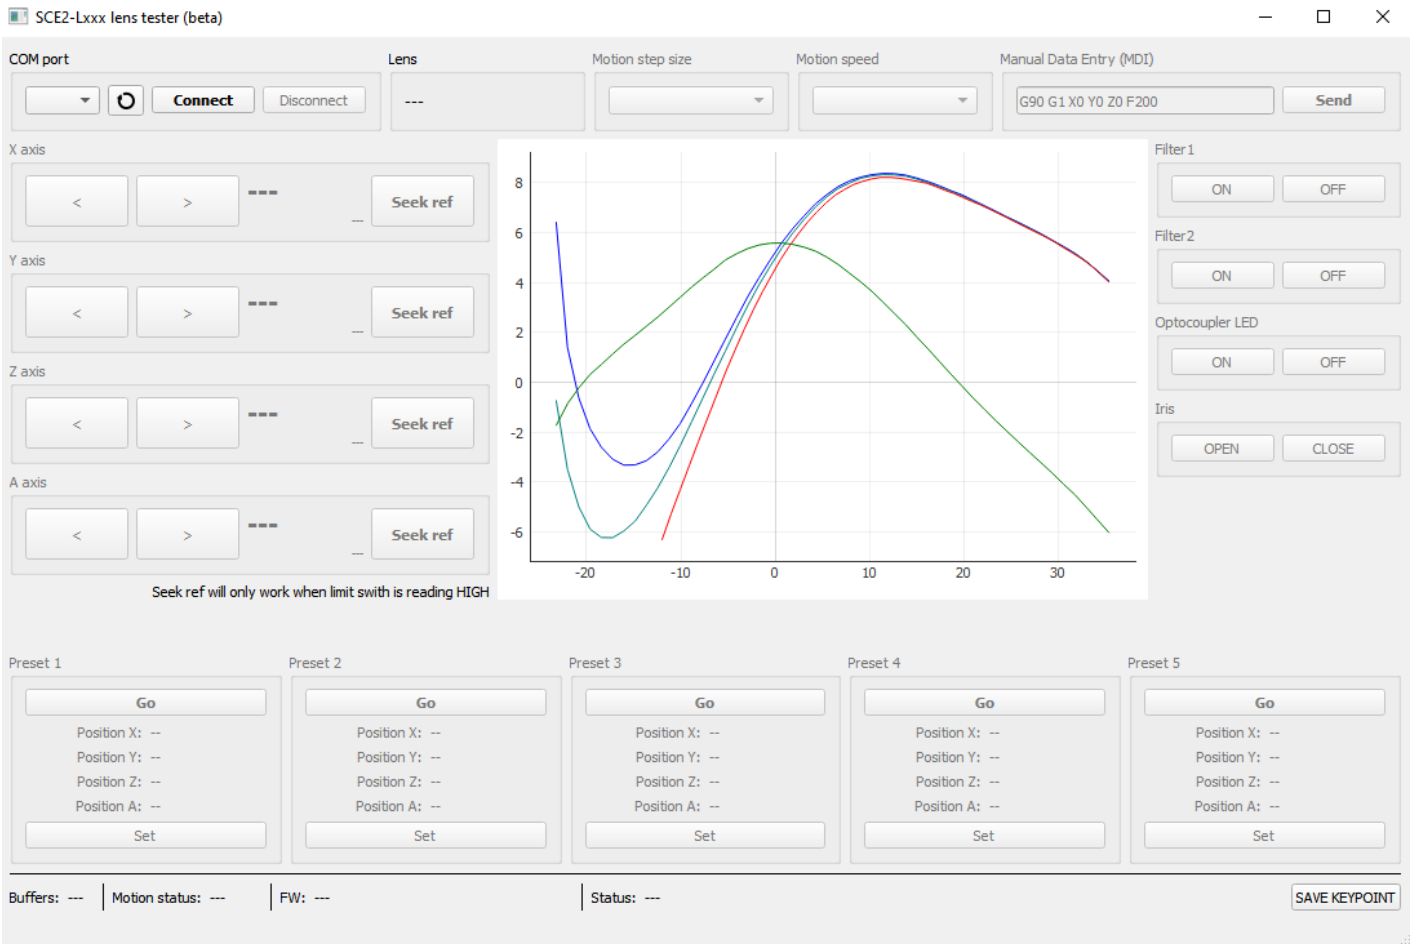 SCE2-Lxxx lens tester (beta)
COM port
Connect
Disconnect
Lens
---
Motion step size
Motion speed
Manual Data Entry (MDI)
G90 G1 X0 Y0 Z0 F200
Send
X axis
< > --- --- Seek ref
Y axis
< > --- --- Seek ref
Z axis
< > --- --- Seek ref
A axis
< > --- --- Seek ref
Seek ref will only work when limit swith is reading HIGH
8
6
4
2
0
-2
-4
-6
-20 -10 0 10 20 30
Filter1
ON OFF
Filter2
ON OFF
Optocoupler LED
ON OFF
Iris
OPEN CLOSE
Preset 1
Go
Position X: --
Position Y: --
Position Z: --
Position A: --
Set
Preset 2
Go
Position X: --
Position Y: --
Position Z: --
Position A: --
Set
Preset 3
Go
Position X: --
Position Y: --
Position Z: --
Position A: --
Set
Preset 4
Go
Position X: --
Position Y: --
Position Z: --
Position A: --
Set
Preset 5
Go
Position X: --
Position Y: --
Position Z: --
Position A: --
Set
Buffers: --- Motion status: --- FW: --- Status: ---
SAVE KEYPOINT